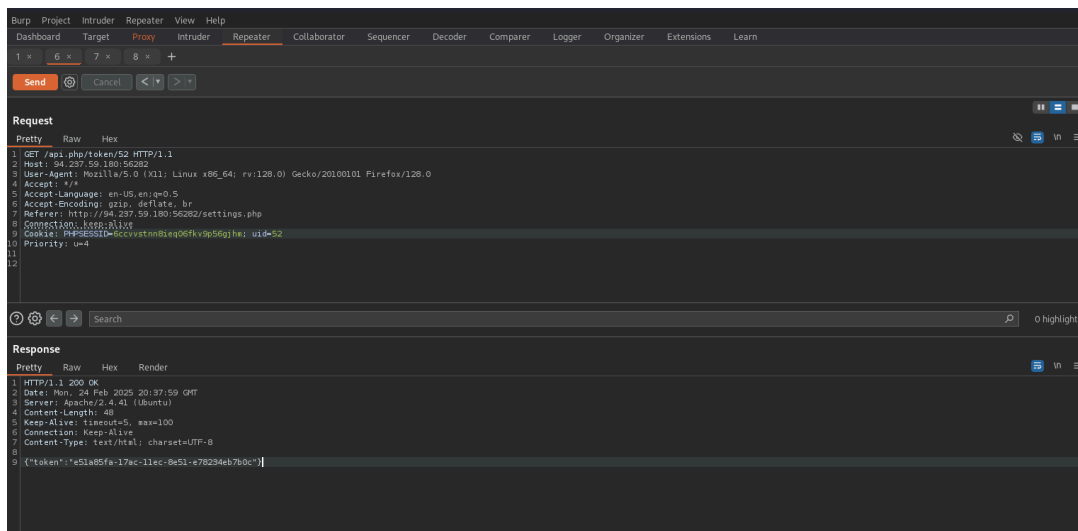 Burp Project Intruder Repeater View Help
Dashboard Target Proxy Intruder Repeater Collaborator Sequencer Decoder Comparer Logger Organizer Extensions Learn
1 × 6 × 7 × 8 × +
Send Cancel < >
Request
Pretty Raw Hex \n
1 GET /api.php/token/52 HTTP/1.1
2 Host: 94.237.59.180:56282
3 User-Agent: Mozilla/5.0 (X11; Linux x86_64; rv:128.0) Gecko/20100101 Firefox/128.0
4 Accept: */*
5 Accept-Language: en-US,en;q=0.5
6 Accept-Encoding: gzip, deflate, br
7 Referer: http://94.237.59.180:56282/settings.php
8 Connection: keep-alive
9 Cookie: PHPSESSID=6ccvvstnn8ieq06fkv9p56gjhm; uid=52
10 Priority: u=4
11
12
Search 0 highlight
Response
Pretty Raw Hex Render \n
1 HTTP/1.1 200 OK
2 Date: Mon, 24 Feb 2025 20:37:59 GMT
3 Server: Apache/2.4.41 (Ubuntu)
4 Content-Length: 48
5 Keep-Alive: timeout=5, max=100
6 Connection: Keep-Alive
7 Content-Type: text/html; charset=UTF-8
8
9 {"token":"e51a85fa-17ac-11ec-8e51-e78234eb7b0c"}